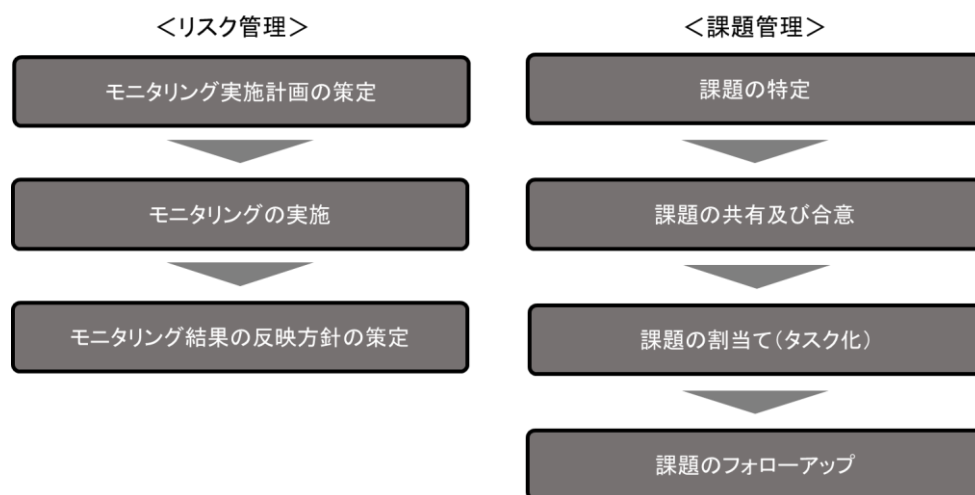 ＜リスク管理＞
モニタリング実施計画の策定
モニタリングの実施
モニタリング結果の反映方針の策定
＜課題管理＞
課題の特定
課題の共有及び合意
課題の割当て（タスク化）
課題のフォローアップ